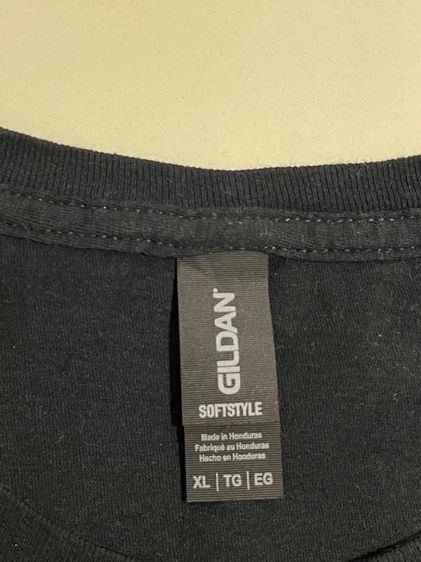 GILDAN®
SOFTSTYLE
Made in Honduras
Fabriqué au Honduras
Hecho en Honduras
XL | TG | EG